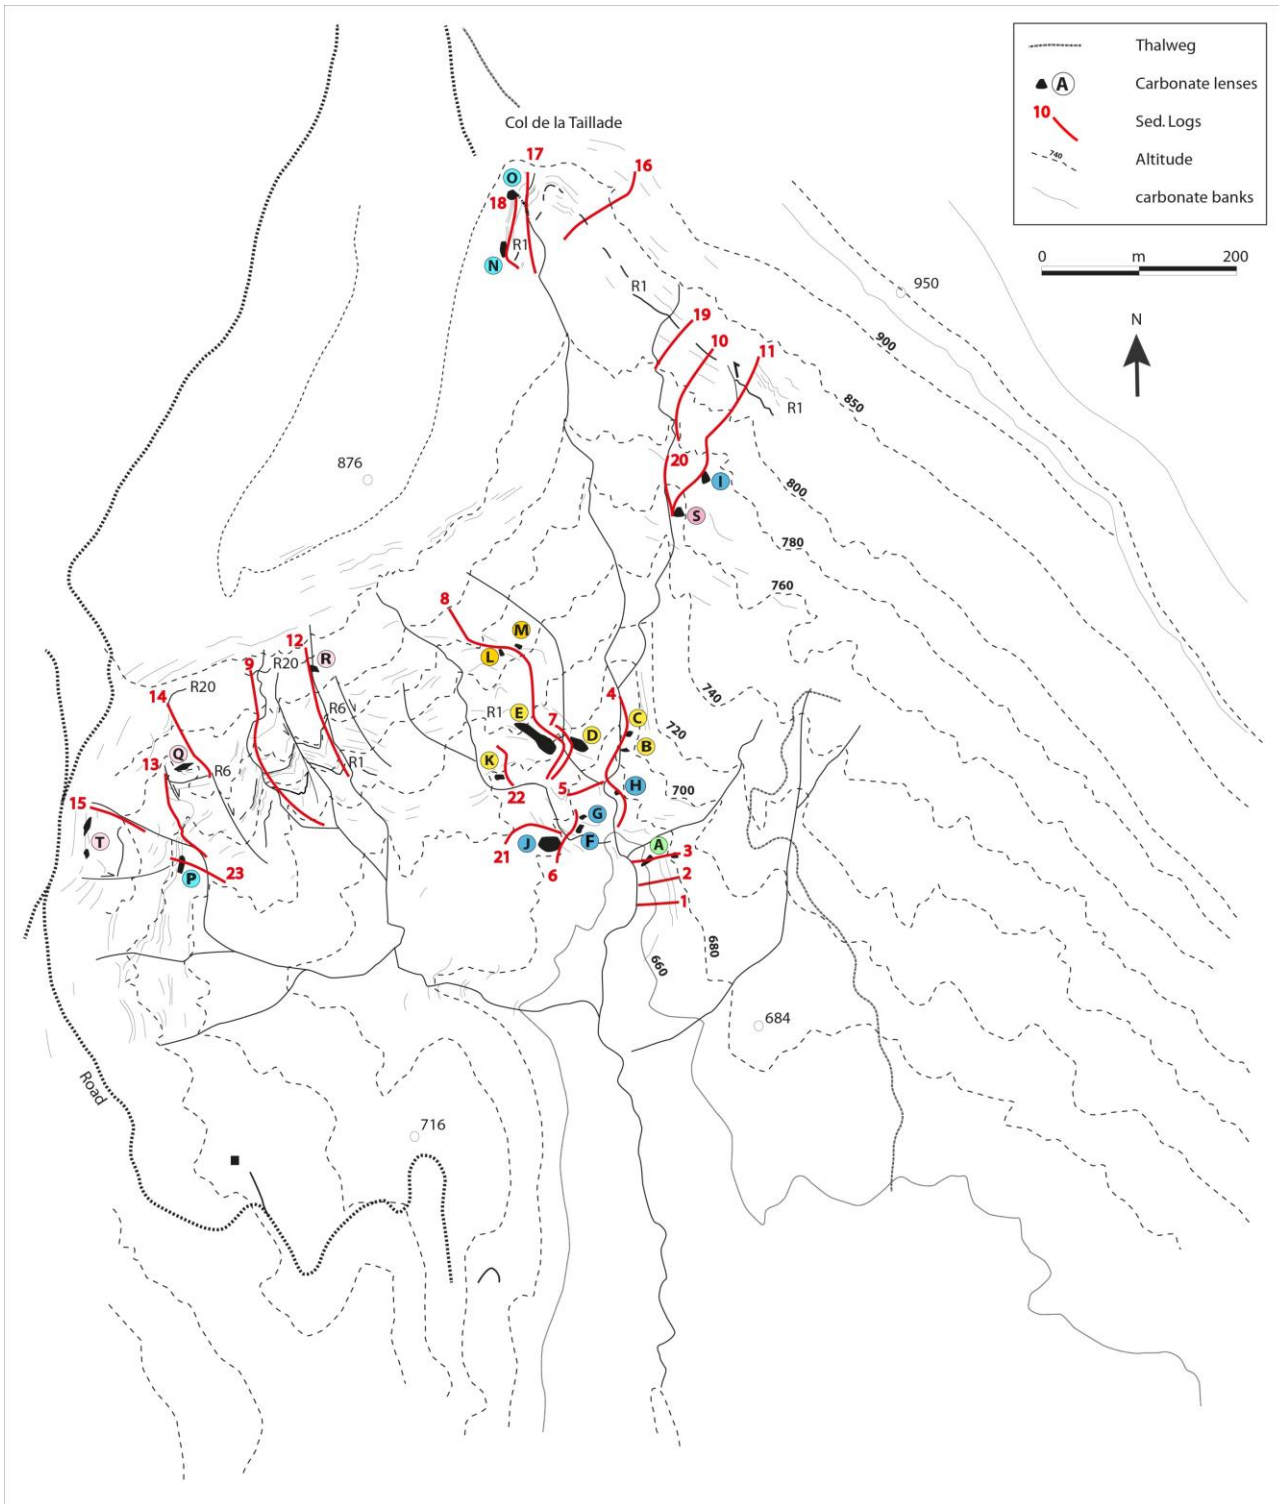 Thalweg
A
Carbonate lenses
10
Sed. Logs
740
Altitude
carbonate banks
0 m 200
N
Col de la Taillade
17
16
O
18
R1
N
950
R1
19
10
11
900
R1
850
876
20
I
800
S
780
760
8
M
12
R
L
9
R20
R20
14
4
740
R6
R1
E
7
C
D
B
720
Q
13
R6
R1
K
5
H
700
22
15
G
T
21
J
F
A
3
6
23
2
P
1
680
660
684
Road
716